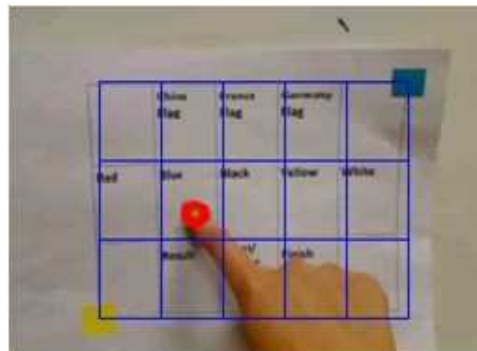 China France Germany
Flag Flag Flag
Red Blue Black Yellow White
Result Finish